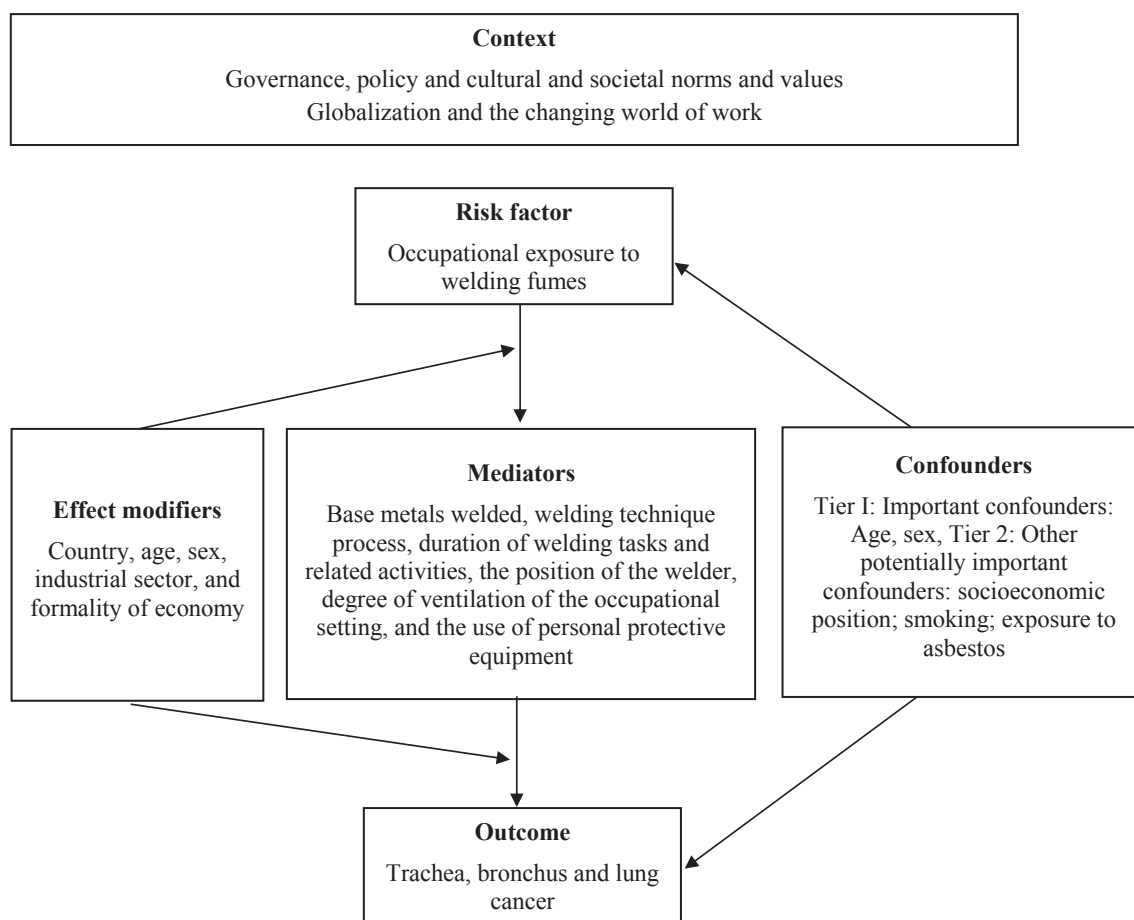 Context
Governance, policy and cultural and societal norms and values
Globalization and the changing world of work
Risk factor
Occupational exposure to
welding fumes
Effect modifiers
Country, age, sex,
industrial sector, and
formality of economy
Mediators
Base metals welded, welding technique
process, duration of welding tasks and
related activities, the position of the welder,
degree of ventilation of the occupational
setting, and the use of personal protective
equipment
Confounders
Tier I: Important confounders:
Age, sex, Tier 2: Other
potentially important
confounders: socioeconomic
position; smoking; exposure to
asbestos
Outcome
Trachea, bronchus and lung
cancer